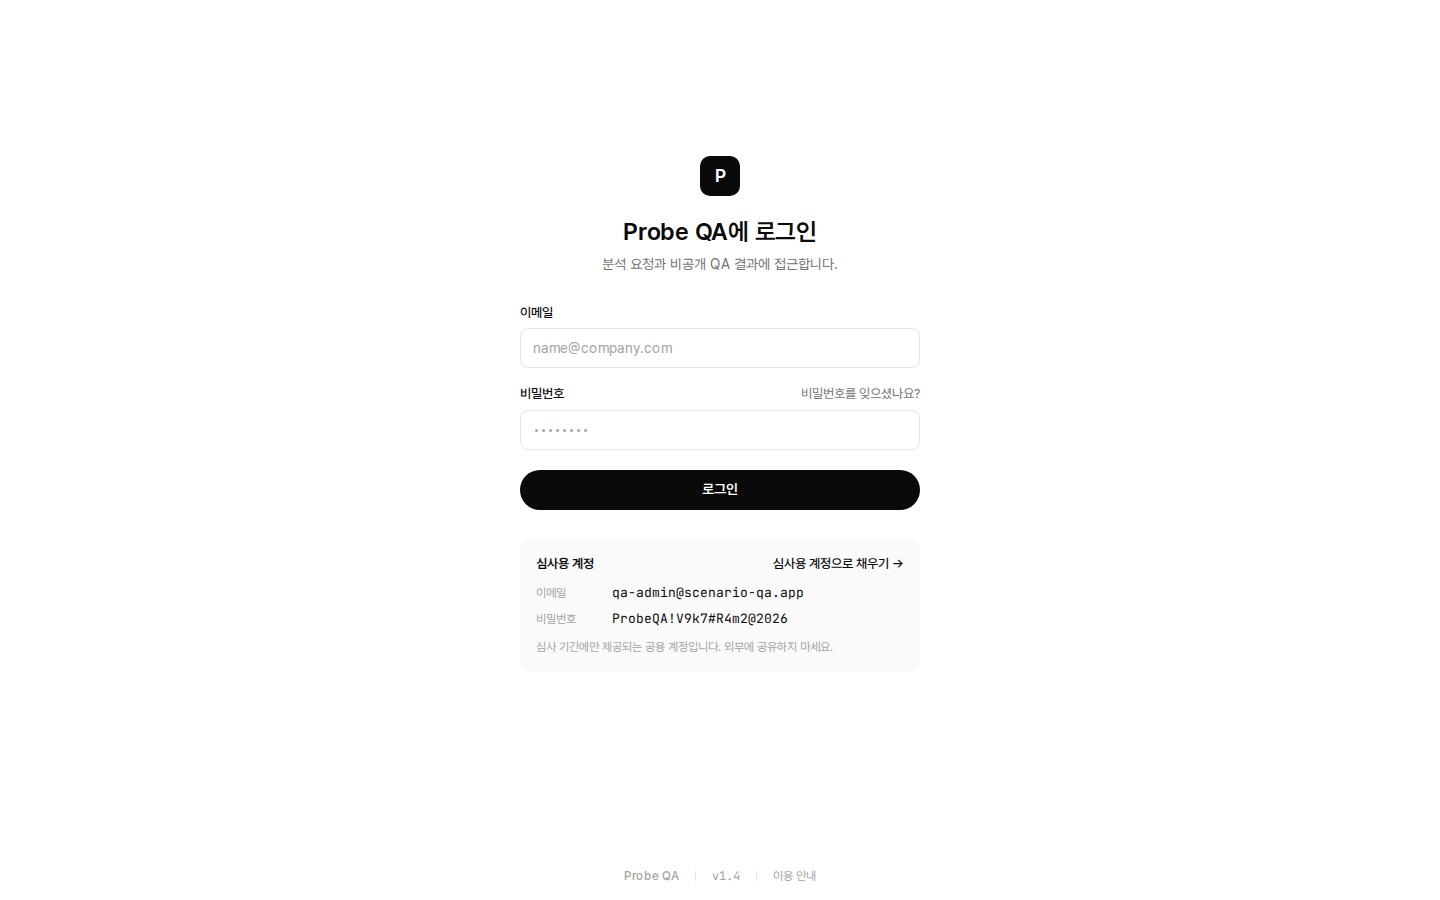 P
Probe QA에 로그인
분석 요청과 비공개 QA 결과에 접근합니다.
이메일
name@company.com
비밀번호 비밀번호를 잊으셨나요?
••••••••
로그인
심사용 계정 심사용 계정으로 채우기 →
이메일 qa-admin@scenario-qa.app
비밀번호 ProbeQA!V9k7#R4m2@2026
심사 기간에만 제공되는 공용 계정입니다. 외부에 공유하지 마세요.
Probe QA | v1.4 | 이용 안내